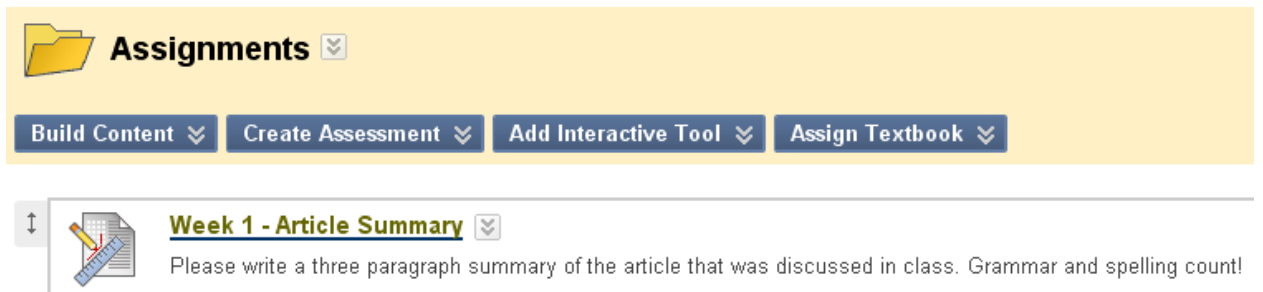 Assignments
Build Content Create Assessment Add Interactive Tool Assign Textbook
Week 1 - Article Summary
Please write a three paragraph summary of the article that was discussed in class. Grammar and spelling count!